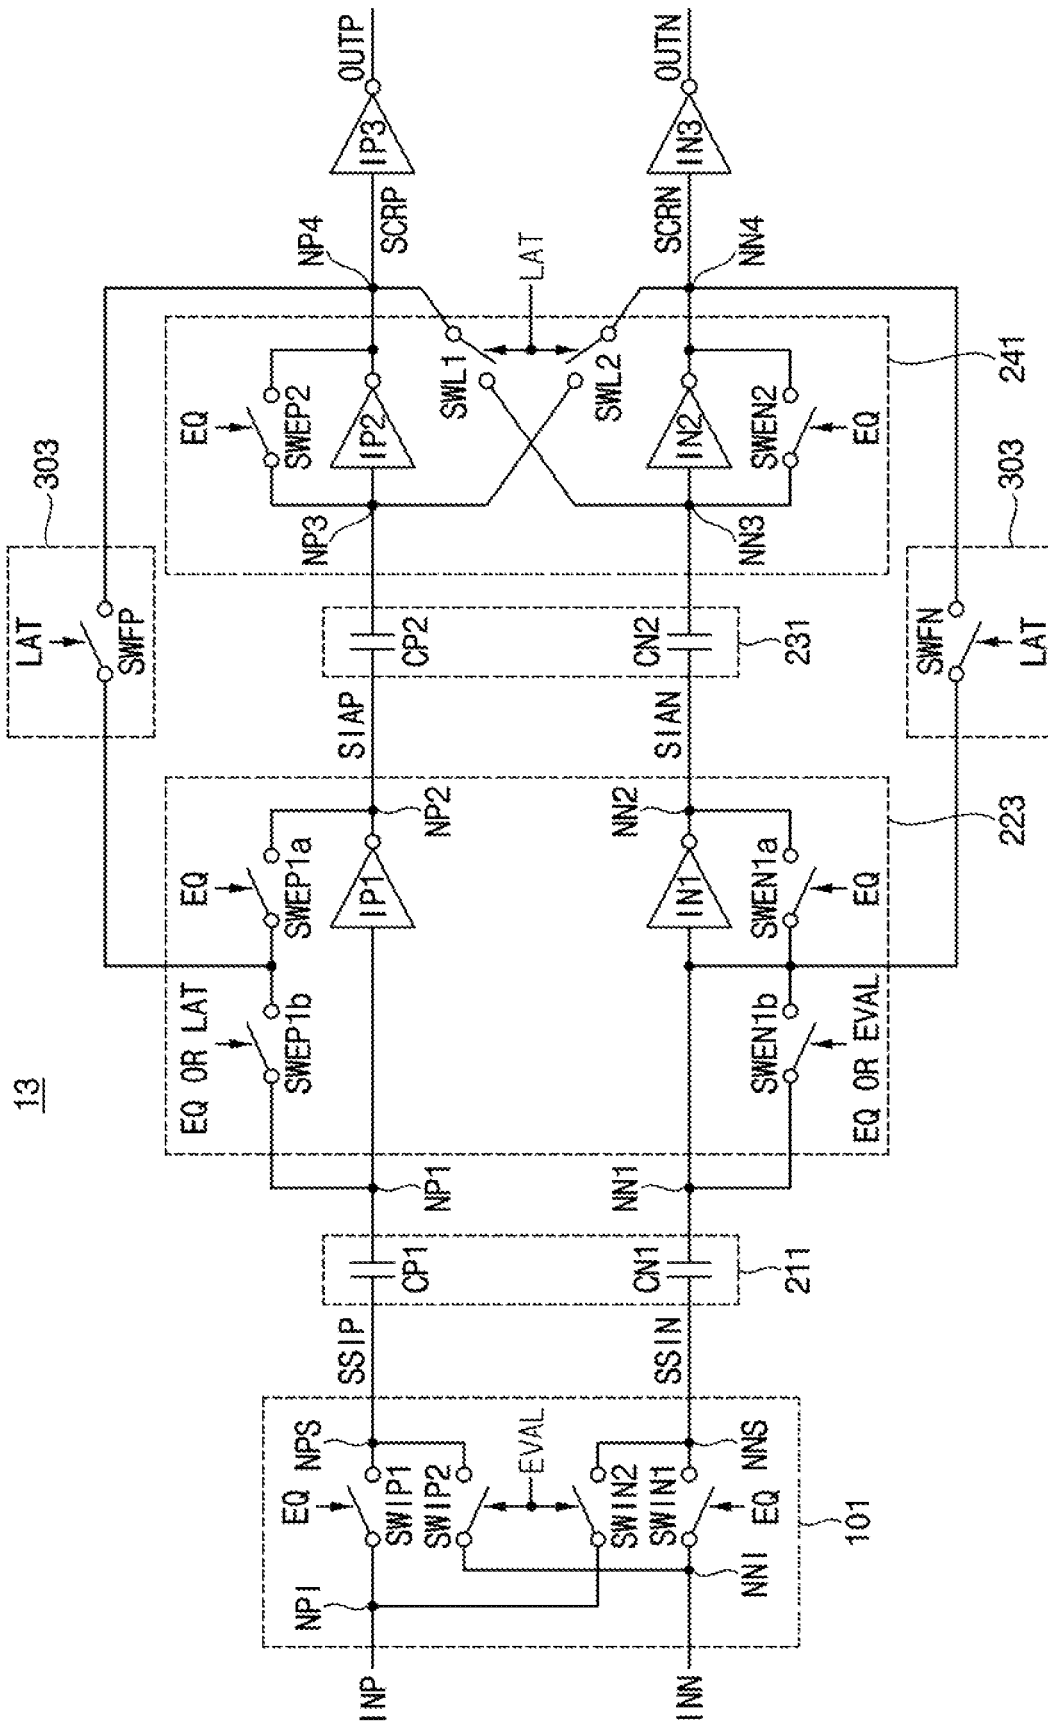 13
LAT
SWFP
303
EQ OR LAT
SWEP1b
EQ
SWEP1a
EQ
SWEP2
INP
NPI
EQ
SWIP1
SWIP2
NPS
SSIP
CP1
NP1
IP1
NP2
SIAP
CP2
NP3
IP2
NP4
SCRP
IP3
OUTP
EVAL
SWL1
SWL2
LAT
INN
NNI
SWIN2
SWIN1
EQ
NNS
SSIN
CN1
NN1
IN1
NN2
SIAN
CN2
NN3
IN2
NN4
SCRN
IN3
OUTN
101
211
EQ OR EVAL
SWEN1b
SWEN1a
EQ
223
231
SWEN2
EQ
241
SWFN
LAT
303